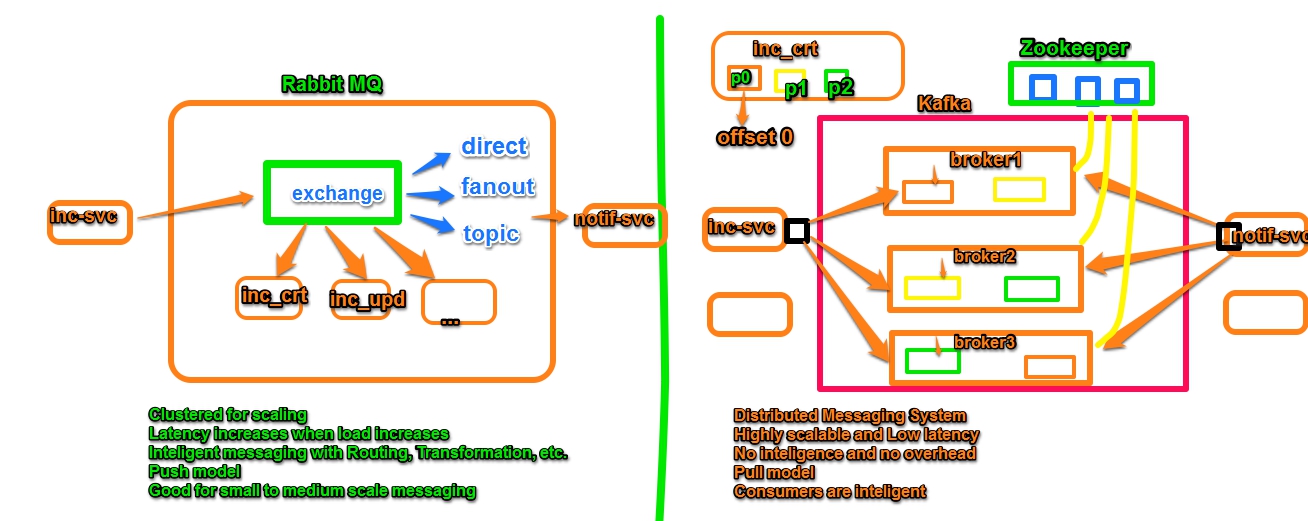 Rabbit MQ
inc-svc
exchange
direct
fanout
topic
notif-svc
inc_crt
inc_upd
...
Clustered for scaling
Latency increases when load increases
Inteligent messaging with Routing, Transformation, etc.
Push model
Good for small to medium scale messaging
inc_crt
p0
p1
p2
offset 0
Zookeeper
Kafka
broker1
inc-svc
notif-svc
broker2
broker3
Distributed Messaging System
Highly scalable and Low latency
No inteligence and no overhead
Pull model
Consumers are inteligent